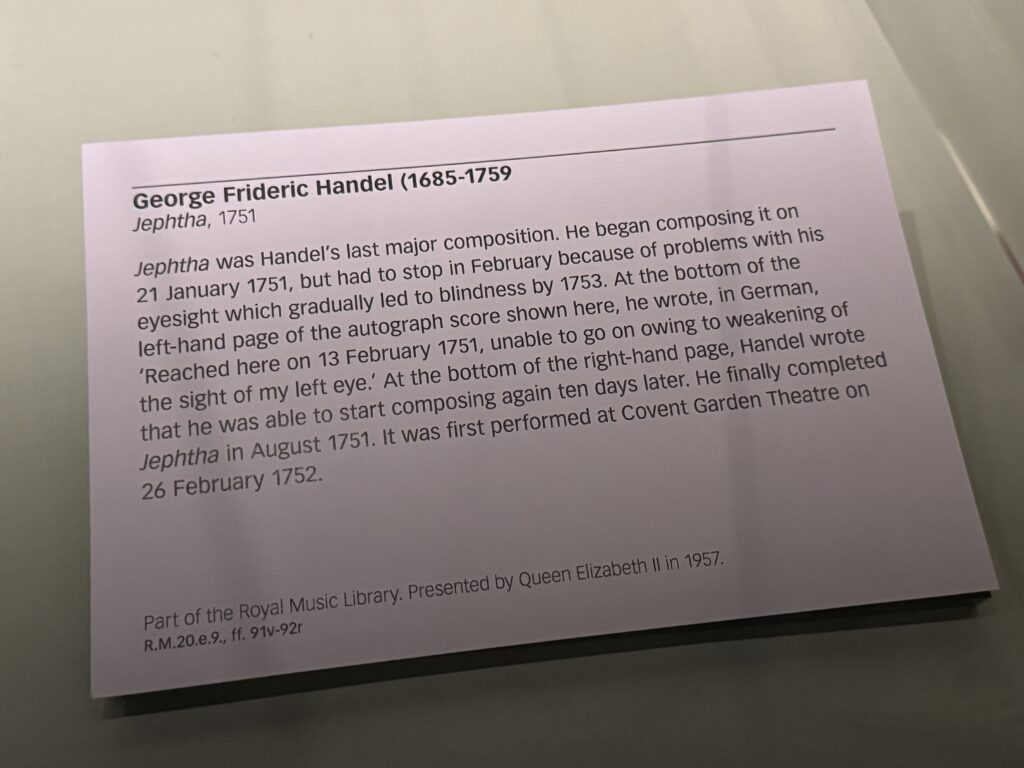 George Frideric Handel (1685-1759
Jephtha, 1751
Jephtha was Handel's last major composition. He began composing it on
21 January 1751, but had to stop in February because of problems with his
eyesight which gradually led to blindness by 1753. At the bottom of the
left-hand page of the autograph score shown here, he wrote, in German,
'Reached here on 13 February 1751, unable to go on owing to weakening of
the sight of my left eye.' At the bottom of the right-hand page, Handel wrote
that he was able to start composing again ten days later. He finally completed
Jephtha in August 1751. It was first performed at Covent Garden Theatre on
26 February 1752.
Part of the Royal Music Library. Presented by Queen Elizabeth II in 1957.
R.M.20.e.9., ff. 91v-92r